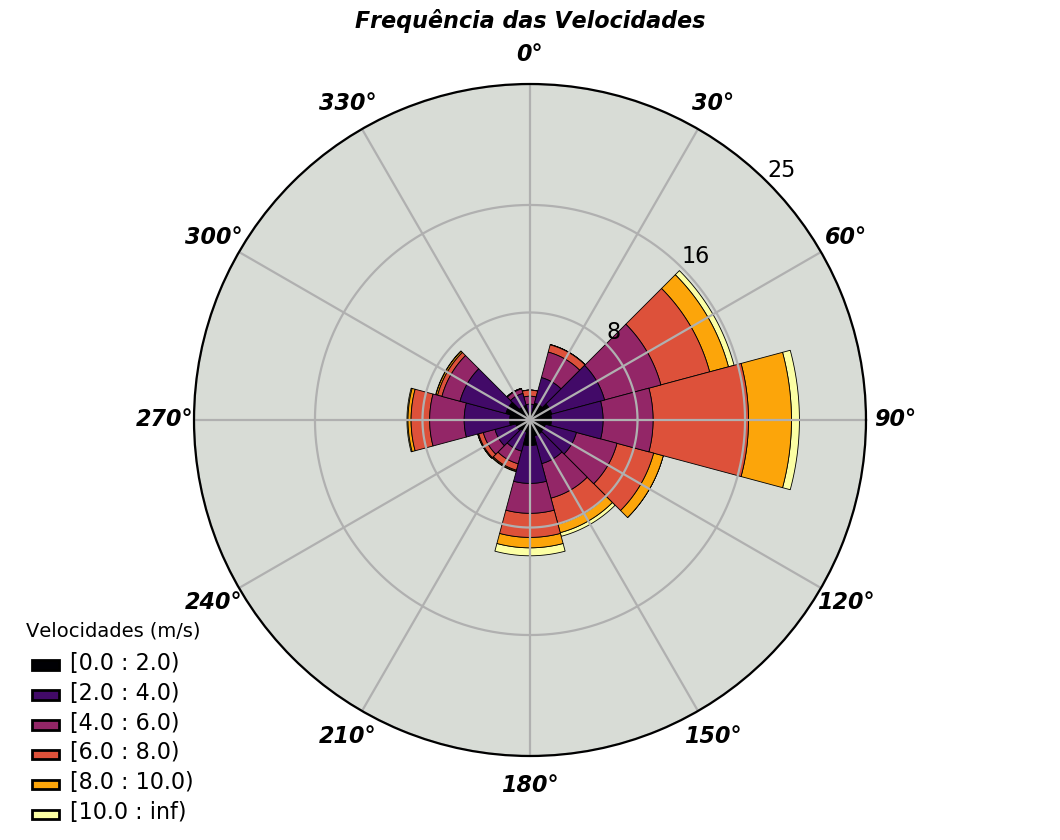 Frequência das Velocidades
0°
330°
30°
25
300°
60°
16
8
270°
90°
240°
120°
210°
150°
180°
Velocidades (m/s)
[0.0 : 2.0)
[2.0 : 4.0)
[4.0 : 6.0)
[6.0 : 8.0)
[8.0 : 10.0)
[10.0 : inf)